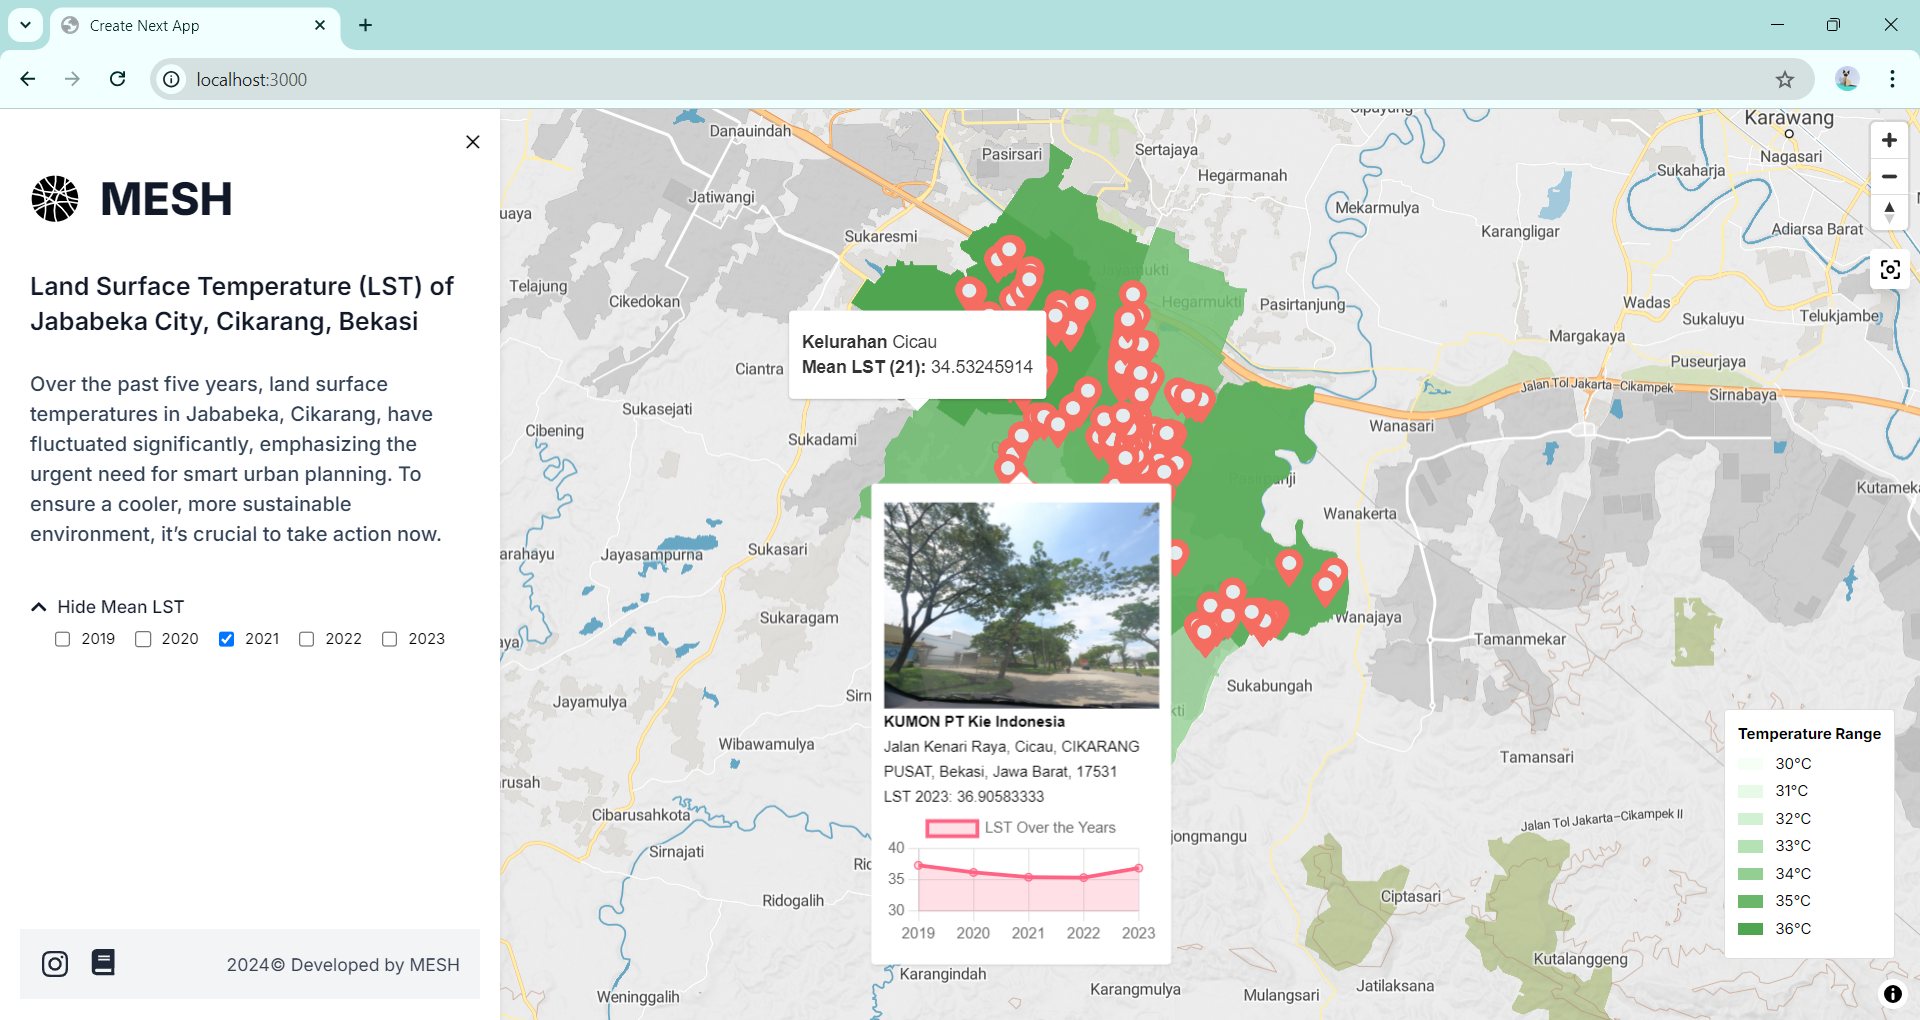 Create Next App
localhost:3000
MESH
Land Surface Temperature (LST) of
Jababeka City, Cikarang, Bekasi
Over the past five years, land surface
temperatures in Jababeka, Cikarang, have
fluctuated significantly, emphasizing the
urgent need for smart urban planning. To
ensure a cooler, more sustainable
environment, it’s crucial to take action now.
Hide Mean LST
2019 2020 2021 2022 2023
2024© Developed by MESH
Danauindah
Pasirsari
Sertajaya
Hegarmanah
Cipayung
Karawang
Nagasari
Sukaharja
Jatiwangi
Mekarmulya
Karangligar
Adiarsa Barat
Sukaresmi
Telajung
Cikedokan
Hegarmukti
Pasirtanjung
Wadas
Sukaluyu
Telukjambe
Margakaya
Puseurjaya
Kelurahan Cicau
Mean LST (21): 34.53245914
Ciantra
Sukasejati
Cibening
Sukadami
Jalan Tol Jakarta–Cikampek
Sirnabaya
Wanasari
Kutameka
Wanakerta
Jayasampurna
Sukasari
Sukaragam
Wanajaya
Tamanmekar
Jayamulya
Sukabungah
Wibawamulya
Tamansari
Cibarusahkota
Sirnajati
Ridogalih
Jalan Tol Jakarta–Cikampek II
Ciptasari
Kutalanggeng
Weninggalih
Karangindah
Karangmulya
Mulangsari
Jatilaksana
KUMON PT Kie Indonesia
Jalan Kenari Raya, Cicau, CIKARANG
PUSAT, Bekasi, Jawa Barat, 17531
LST 2023: 36.90583333
LST Over the Years
40
35
30
2019 2020 2021 2022 2023
Temperature Range
30°C
31°C
32°C
33°C
34°C
35°C
36°C